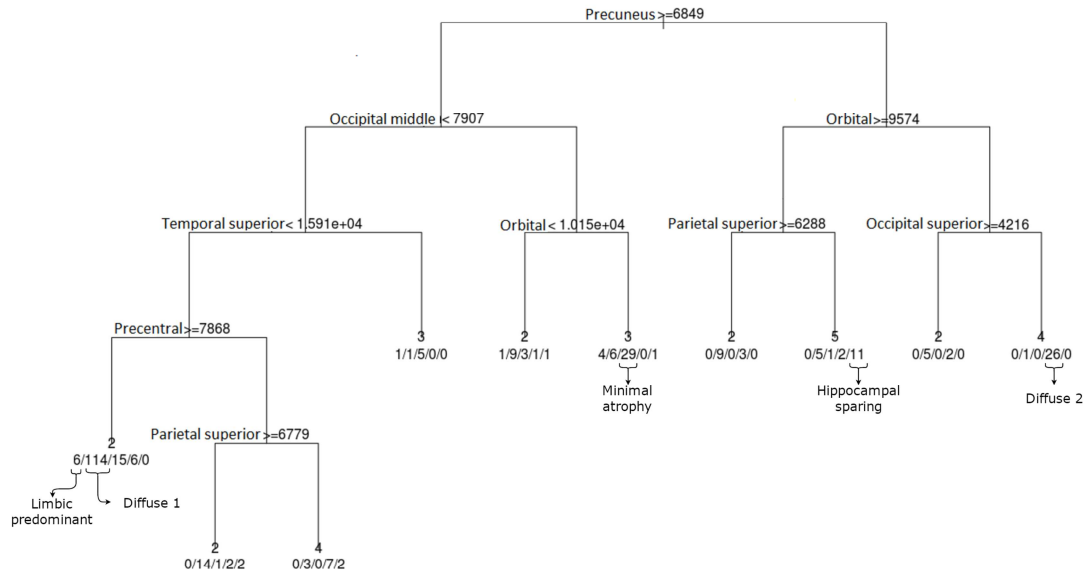 Precuneus>=6849
Occipital middle < 7907
Orbital>=9574
Temporal superior< 1.591e+04
Orbital< 1.015e+04
Parietal superior>=6288
Occipital superior>=4216
Precentral>=7868
3
1/1/5/0/0
2
1/9/3/1/1
3
4/6/29/0/1
Minimal
atrophy
2
0/9/0/3/0
5
0/5/1/2/11
Hippocampal
sparing
2
0/5/0/2/0
4
0/1/0/26/0
Diffuse 2
2
6/114/15/6/0
Limbic
predominant
Diffuse 1
Parietal superior>=6779
2
0/14/1/2/2
4
0/3/0/7/2